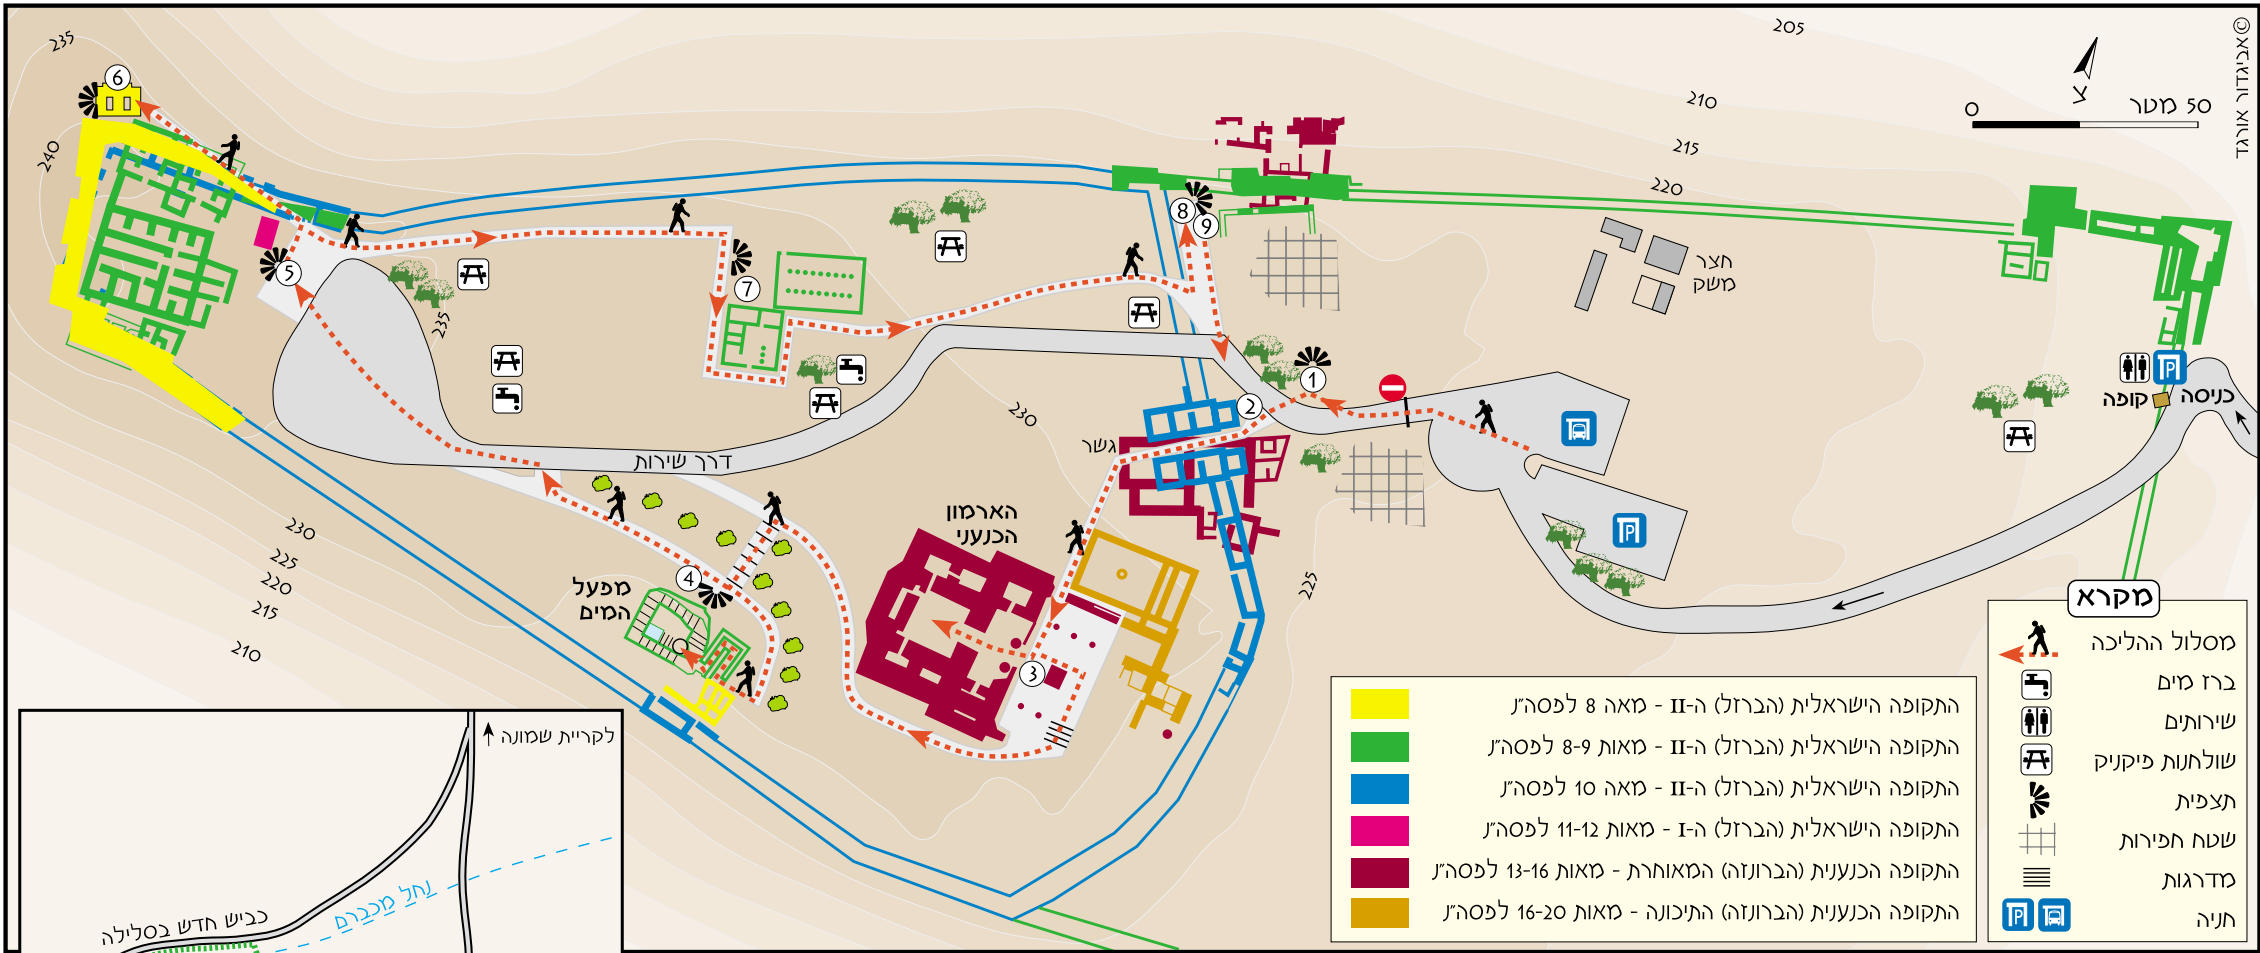 ©אביגדור אורגד
235
6
240
205
0
50 מטר
צ
210
215
220
8
9
5
7
חצר
משק
235
1
2
230
כניסה
קופה
גשר
דרך שירות
הארמון
הכנעני
4
מפעל
המים
3
225
230
225
220
215
210
מקרא
מסלול ההליכה
ברז מים
שירותים
שולחנות פיקניק
תצפית
שטח חפירות
מדרגות
חניה
P
P
P
התקופה הישראלית (הברזל) ה-II - מאה 8 לפסה"נ
התקופה הישראלית (הברזל) ה-II - מאות 8-9 לפסה"נ
התקופה הישראלית (הברזל) ה-II - מאה 10 לפסה"נ
התקופה הישראלית (הברזל) ה-I - מאות 11-12 לפסה"נ
התקופה הכנענית (הברונזה) המאוחרת - מאות 13-16 לפסה"נ
התקופה הכנענית (הברונזה) התיכונה - מאות 16-20 לפסה"נ
לקריית שמונה
נחל מכברם
כביש חדש בסלילה